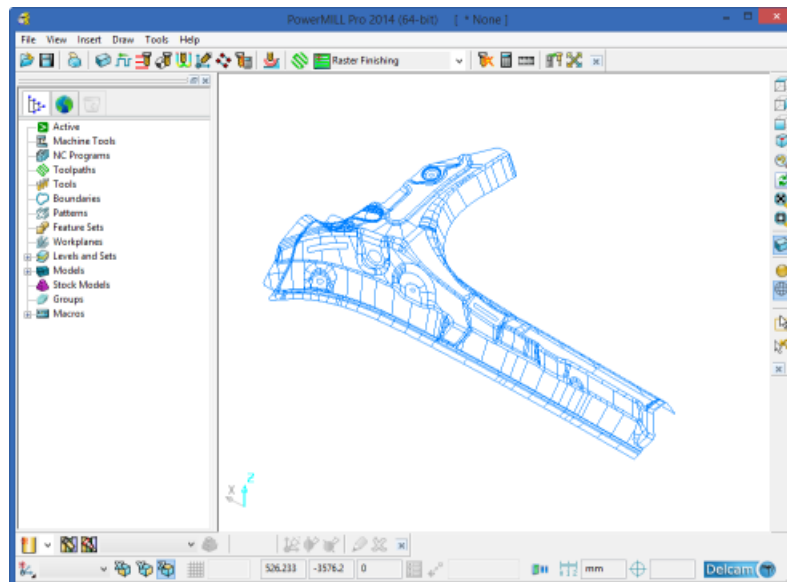 PowerMILL Pro 2014 (64-bit) [ * None ]
File View Insert Draw Tools Help
Raster Finishing
Active
Machine Tools
NC Programs
Toolpaths
Tools
Boundaries
Patterns
Feature Sets
Workplanes
Levels and Sets
Models
Stock Models
Groups
Macros
X Z
526.233 -3576.2 0 mm Delcam